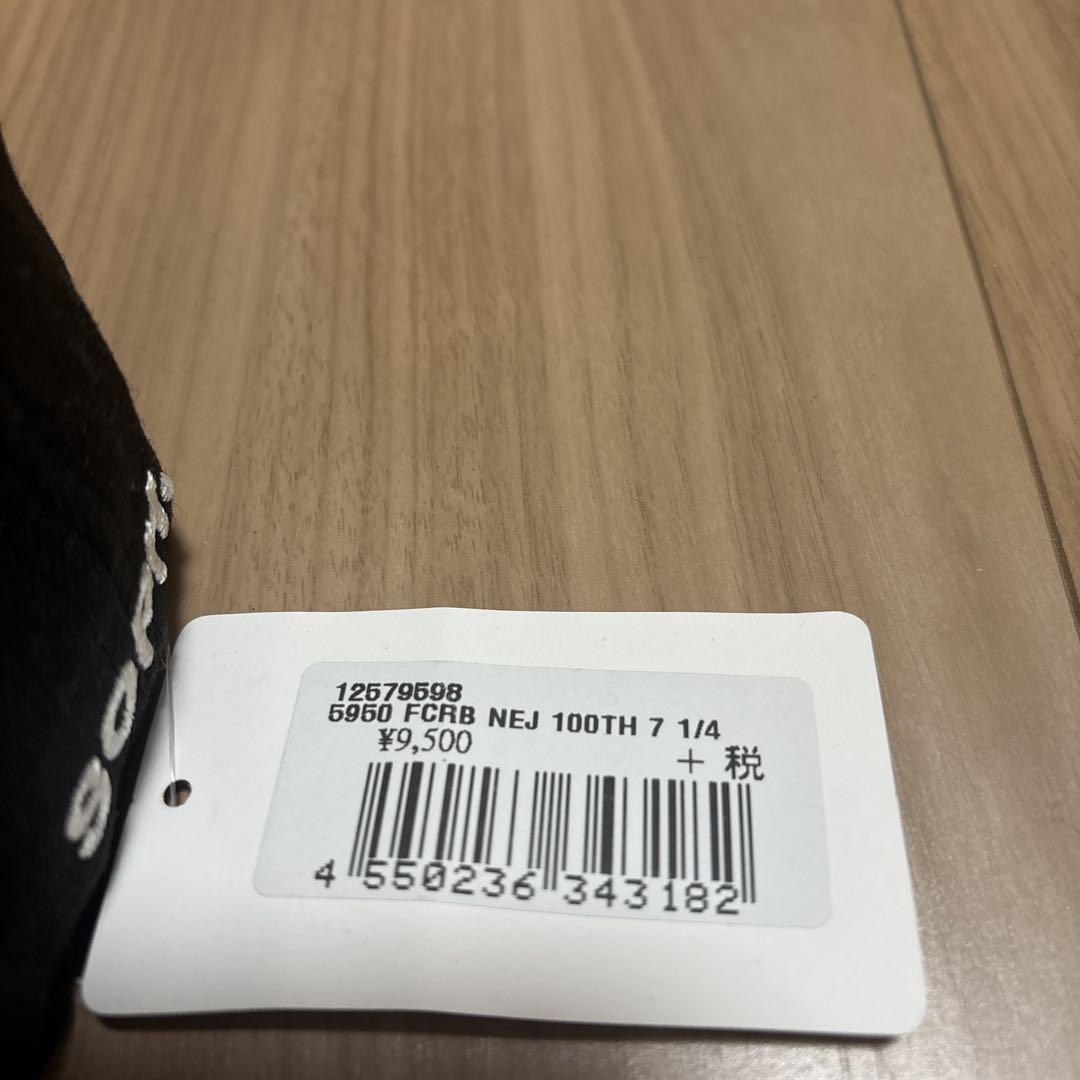 12579598
5950 FCRB NEJ 100TH 7 1/4
¥9,500
+ 税
4 550236 343182